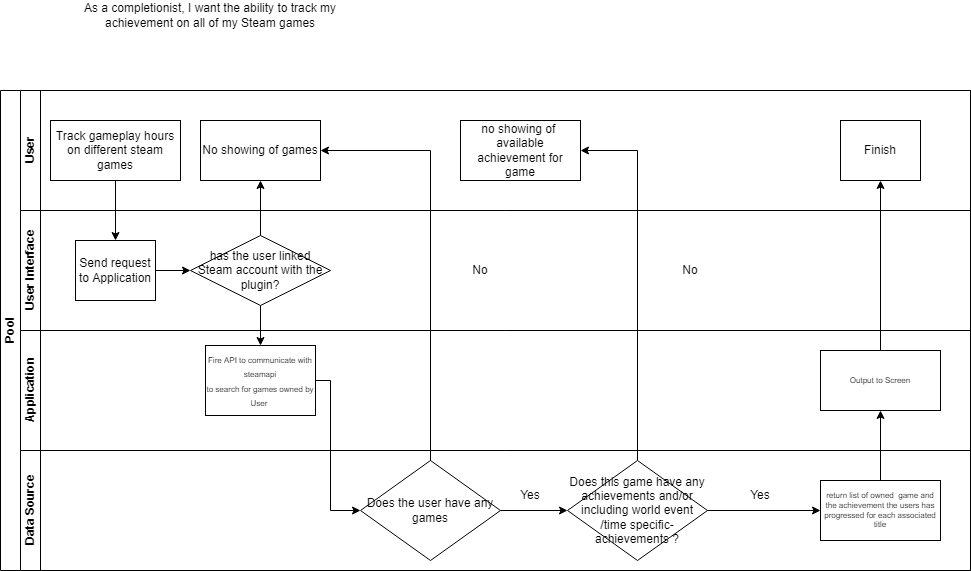 As a completionist, I want the ability to track my
achievement on all of my Steam games
Pool
User
Track gameplay hours
on different steam
games
No showing of games
no showing of
available
achievement for
game
Finish
User Interface
Send request
to Application
has the user linked
Steam account with the
plugin?
No
No
Application
Fire API to communicate with
steamapi
to search for games owned by
User
Output to Screen
Data Source
Does the user have any
games
Yes
Does this game have any
achievements and/or
including world event
/time specific-
achievements ?
Yes
return list of owned  game and
the achievement the users has
progressed for each associated
title